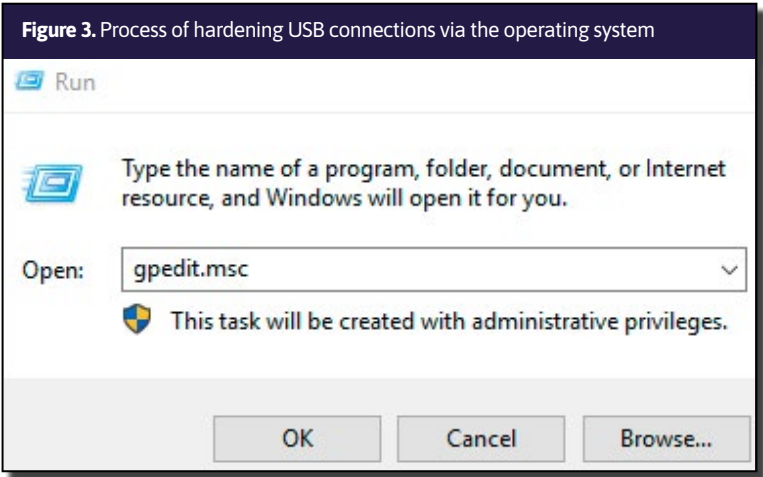 Figure 3. Process of hardening USB connections via the operating system
Run
Type the name of a program, folder, document, or Internet
resource, and Windows will open it for you.
Open: gpedit.msc
This task will be created with administrative privileges.
OK Cancel Browse...